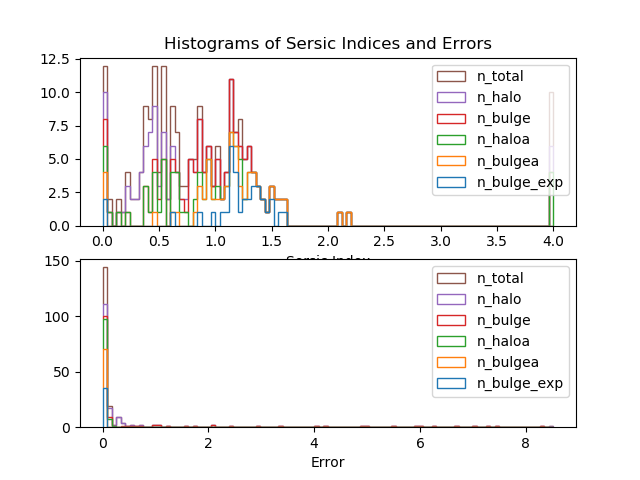 Histograms of Sersic Indices and Errors
12.5
10.0
7.5
5.0
2.5
0.0
n_total
n_halo
n_bulge
n_haloa
n_bulgea
n_bulge_exp
0.0 0.5 1.0 1.5 2.0 2.5 3.0 3.5 4.0
Sersic Index
150
100
50
0
n_total
n_halo
n_bulge
n_haloa
n_bulgea
n_bulge_exp
0 2 4 6 8
Error